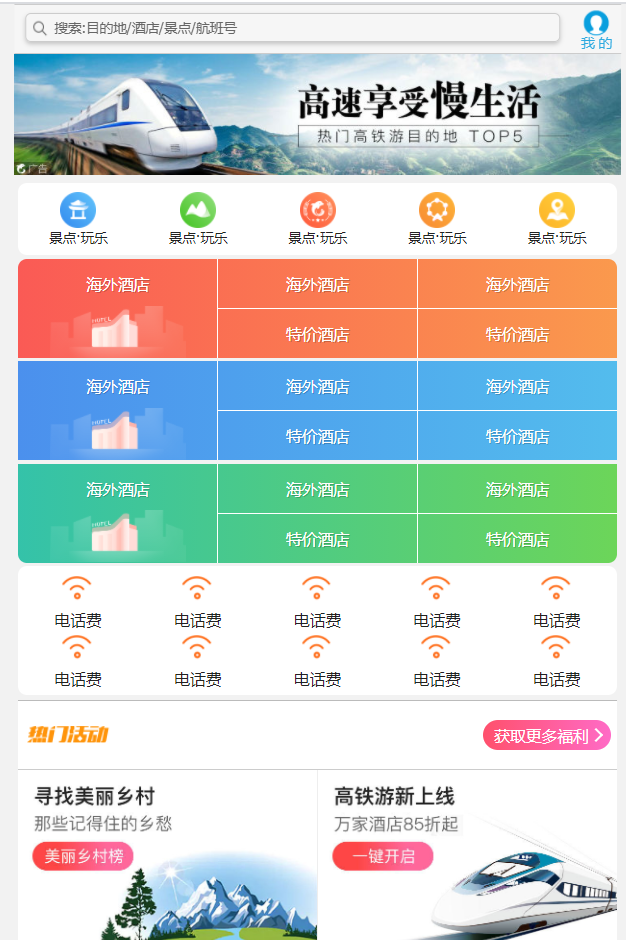 搜索:目的地/酒店/景点/航班号
我 的
高速享受慢生活
热门高铁游目的地 TOP5
广告
景点·玩乐 景点·玩乐 景点·玩乐 景点·玩乐 景点·玩乐
海外酒店 海外酒店 海外酒店
HOTEL
特价酒店 特价酒店
海外酒店 海外酒店 海外酒店
HOTEL
特价酒店 特价酒店
海外酒店 海外酒店 海外酒店
HOTEL
特价酒店 特价酒店
电话费 电话费 电话费 电话费 电话费
电话费 电话费 电话费 电话费 电话费
热门活动
获取更多福利
寻找美丽乡村
那些记得住的乡愁
美丽乡村榜
高铁游新上线
万家酒店85折起
一键开启